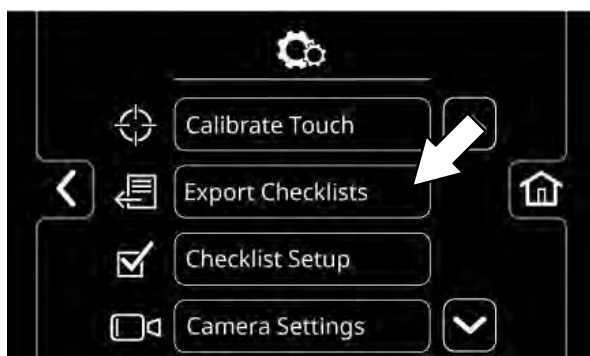 Calibrate Touch
Export Checklists
Checklist Setup
Camera Settings